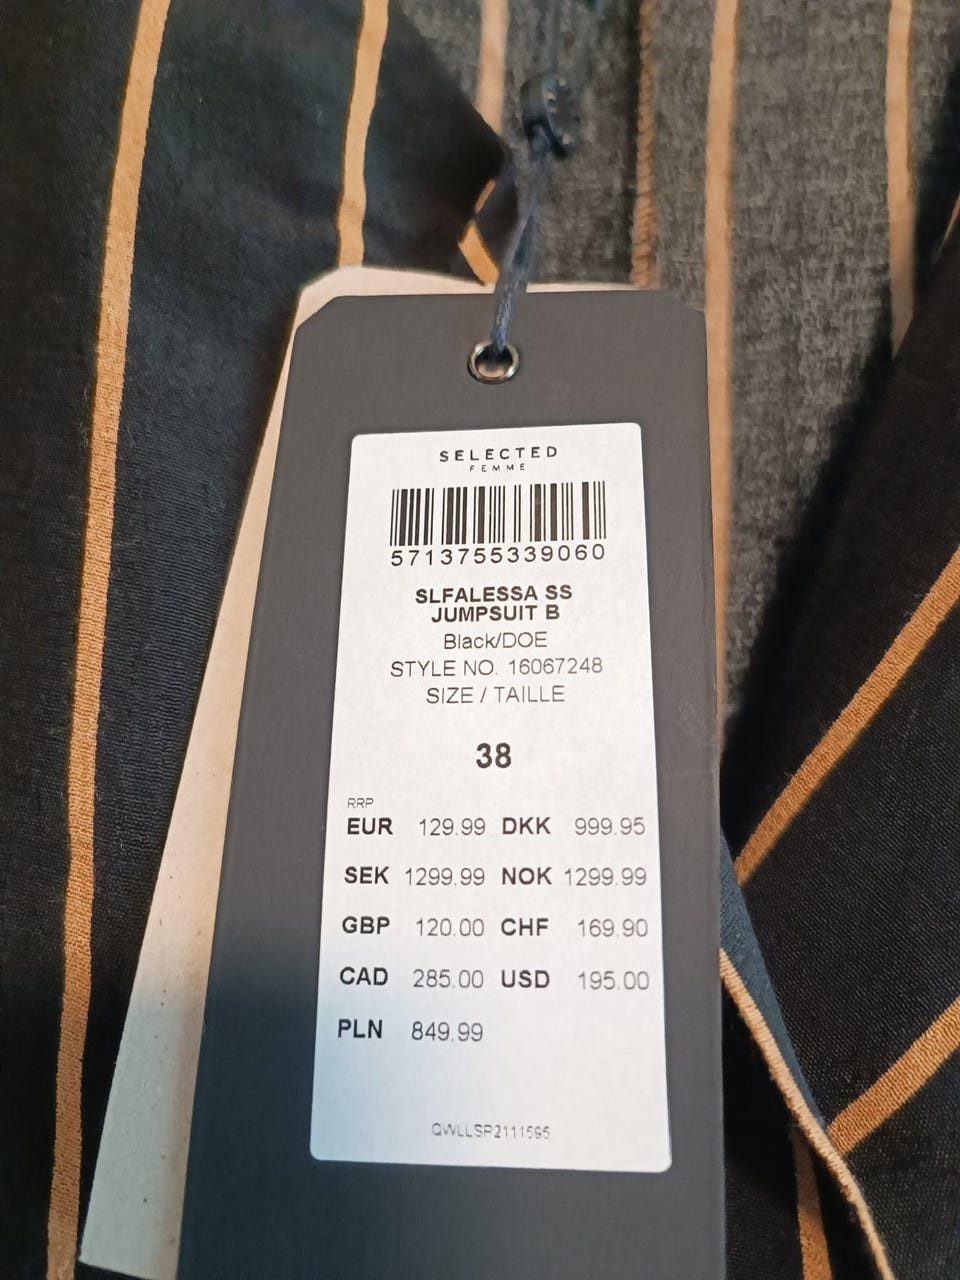 SELECTED
FEMME
5713755339060
SLFALESSA SS
JUMPSUIT B
Black/DOE
STYLE NO. 16067248
SIZE / TAILLE
38
RRP
EUR 129.99 DKK 999.95
SEK 1299.99 NOK 1299.99
GBP 120.00 CHF 169.90
CAD 285.00 USD 195.00
PLN 849.99
QWLLSP2111595